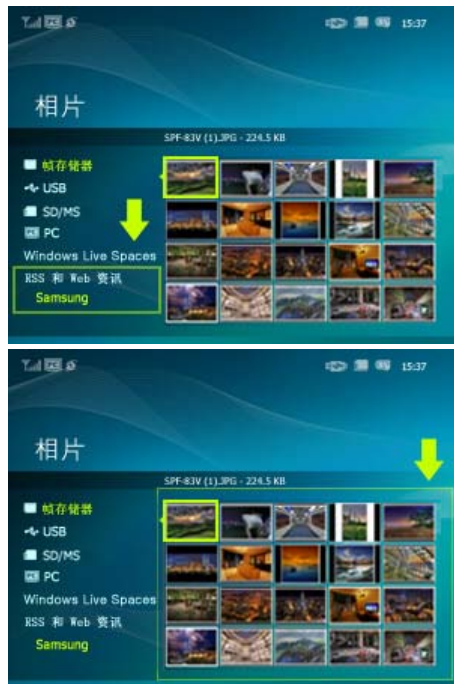 15:37
相片
SPF-83V (1).JPG - 224.5 KB
帧存储器
USB
SD/MS
PC
Windows Live Spaces
RSS 和 Web 资讯
Samsung
15:37
相片
SPF-83V (1).JPG - 224.5 KB
帧存储器
USB
SD/MS
PC
Windows Live Spaces
RSS 和 Web 资讯
Samsung